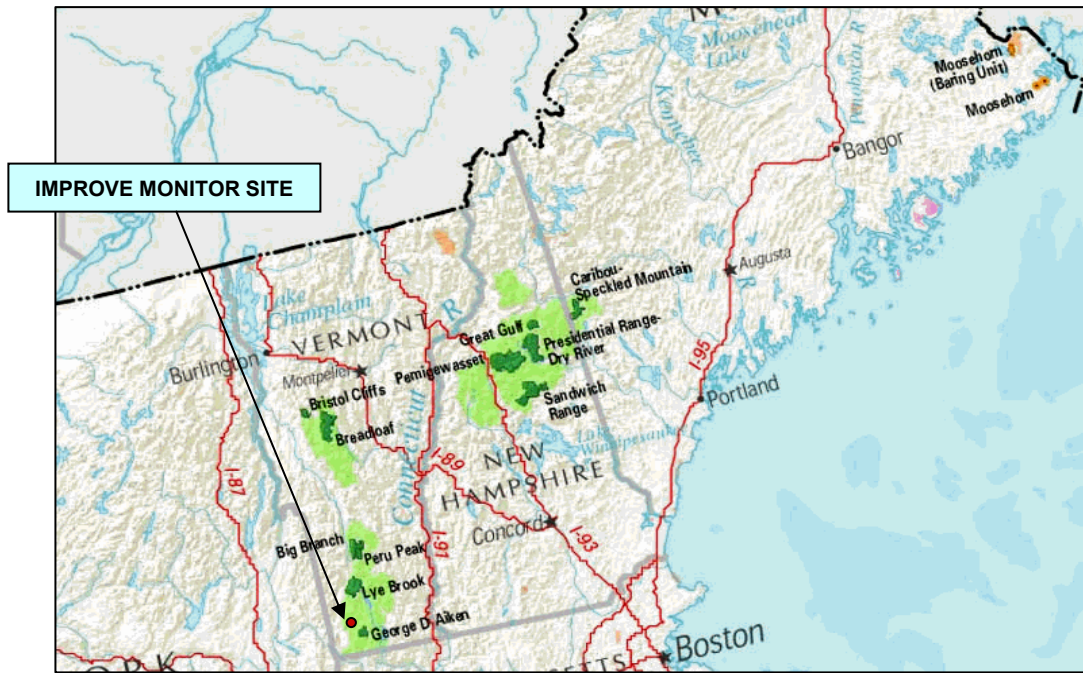 Moosehead
Lake
Kennebec
Moosehorn
(Baring Unit)
Moosehorn
Bangor
IMPROVE MONITOR SITE
Augusta
R
Caribou-
Speckled Mountain
Lake
Champlain
VERMONT
R
Great Gulf
Presidential Range-
Dry River
Pemigewasset
Burlington
Montpelier
I-95
Portland
Bristol Cliffs
Sandwich
Range
Breadloaf
Lake
Winnipesaukee
I-87
Connecticut
I-89
NEW
HAMPSHIRE
Concord
I-93
Big Branch
Peru Peak
I-91
Lye Brook
George D. Aiken
Boston
ORK
SETTS